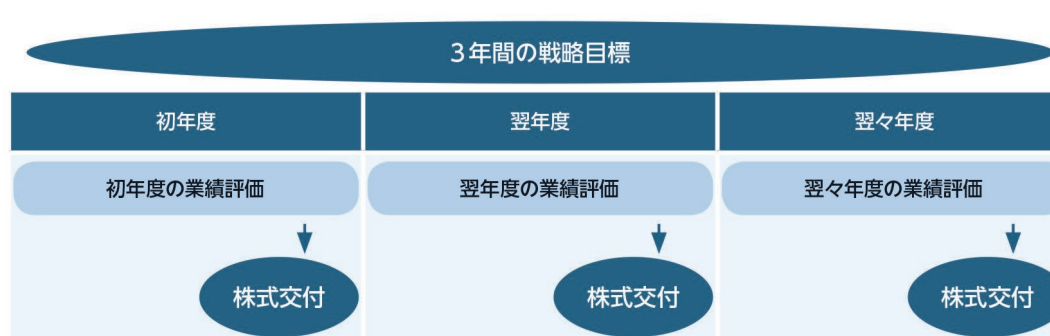 3年間の戦略目標
初年度
翌年度
翌々年度
初年度の業績評価
翌年度の業績評価
翌々年度の業績評価
株式交付
株式交付
株式交付